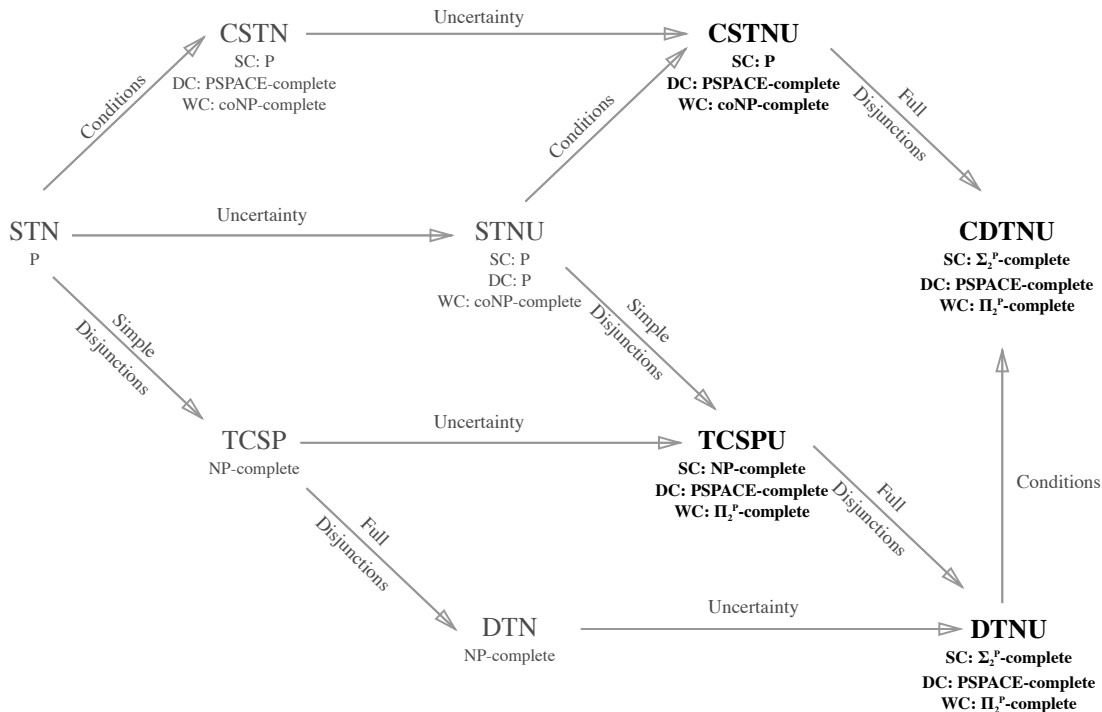 Uncertainty
CSTN
SC: P
DC: PSPACE-complete
WC: coNP-complete
CSTNU
SC: P
DC: PSPACE-complete
WC: coNP-complete
Conditions
Conditions
Full
Disjunctions
STN
P
Uncertainty
STNU
SC: P
DC: P
WC: coNP-complete
CDTNU
SC: Σ₂ᴾ-complete
DC: PSPACE-complete
WC: Π₂ᴾ-complete
Simple
Disjunctions
Simple
Disjunctions
TCSP
NP-complete
Uncertainty
TCSPU
SC: NP-complete
DC: PSPACE-complete
WC: Π₂ᴾ-complete
Conditions
Full
Disjunctions
Full
Disjunctions
DTN
NP-complete
Uncertainty
DTNU
SC: Σ₂ᴾ-complete
DC: PSPACE-complete
WC: Π₂ᴾ-complete